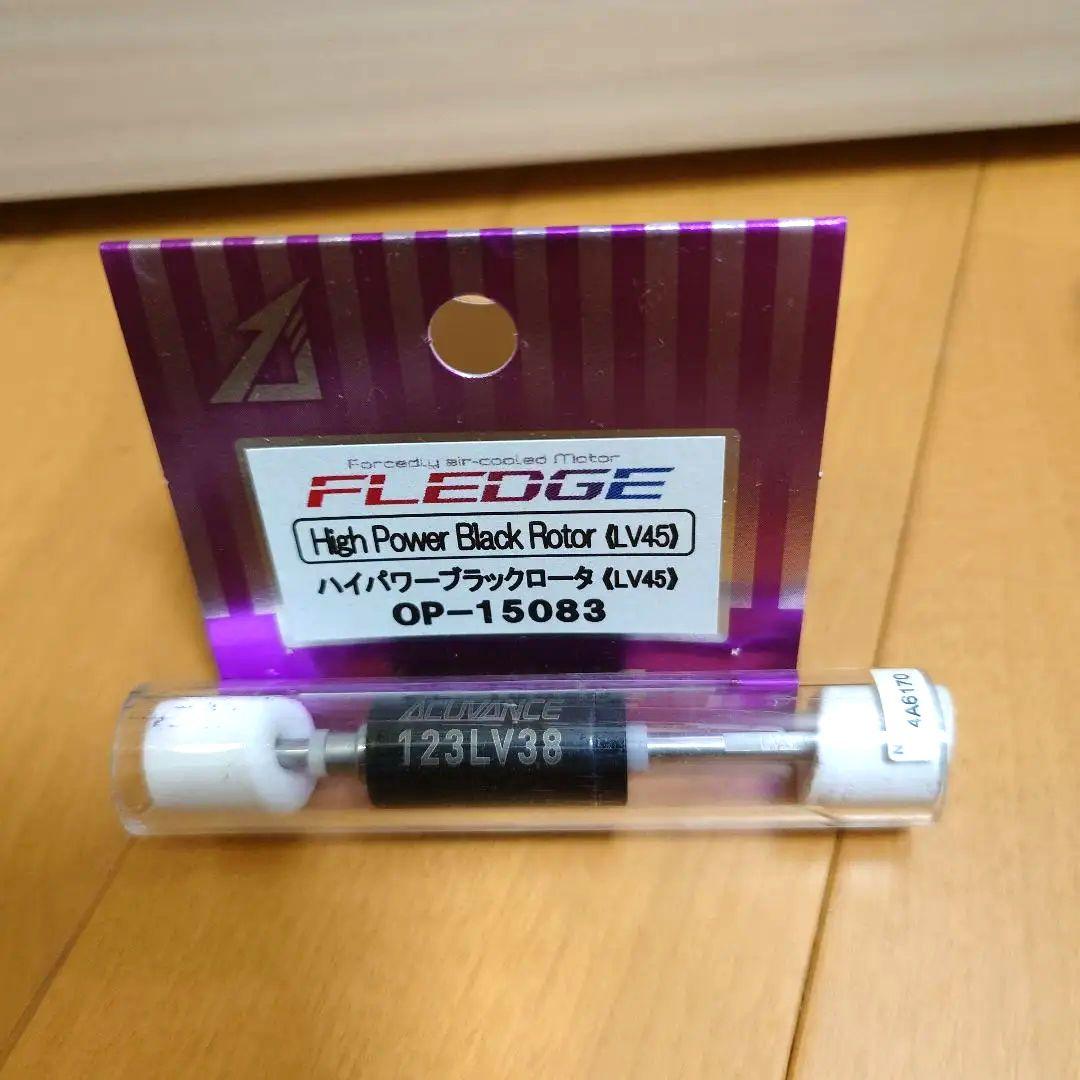 Forcedly air-cooled Motor
FLEDGE
High Power Black Rotor《LV45》
ハイパワーブラックロータ《LV45》
OP-15083
ACUVANCE
123LV38
N 4A6170